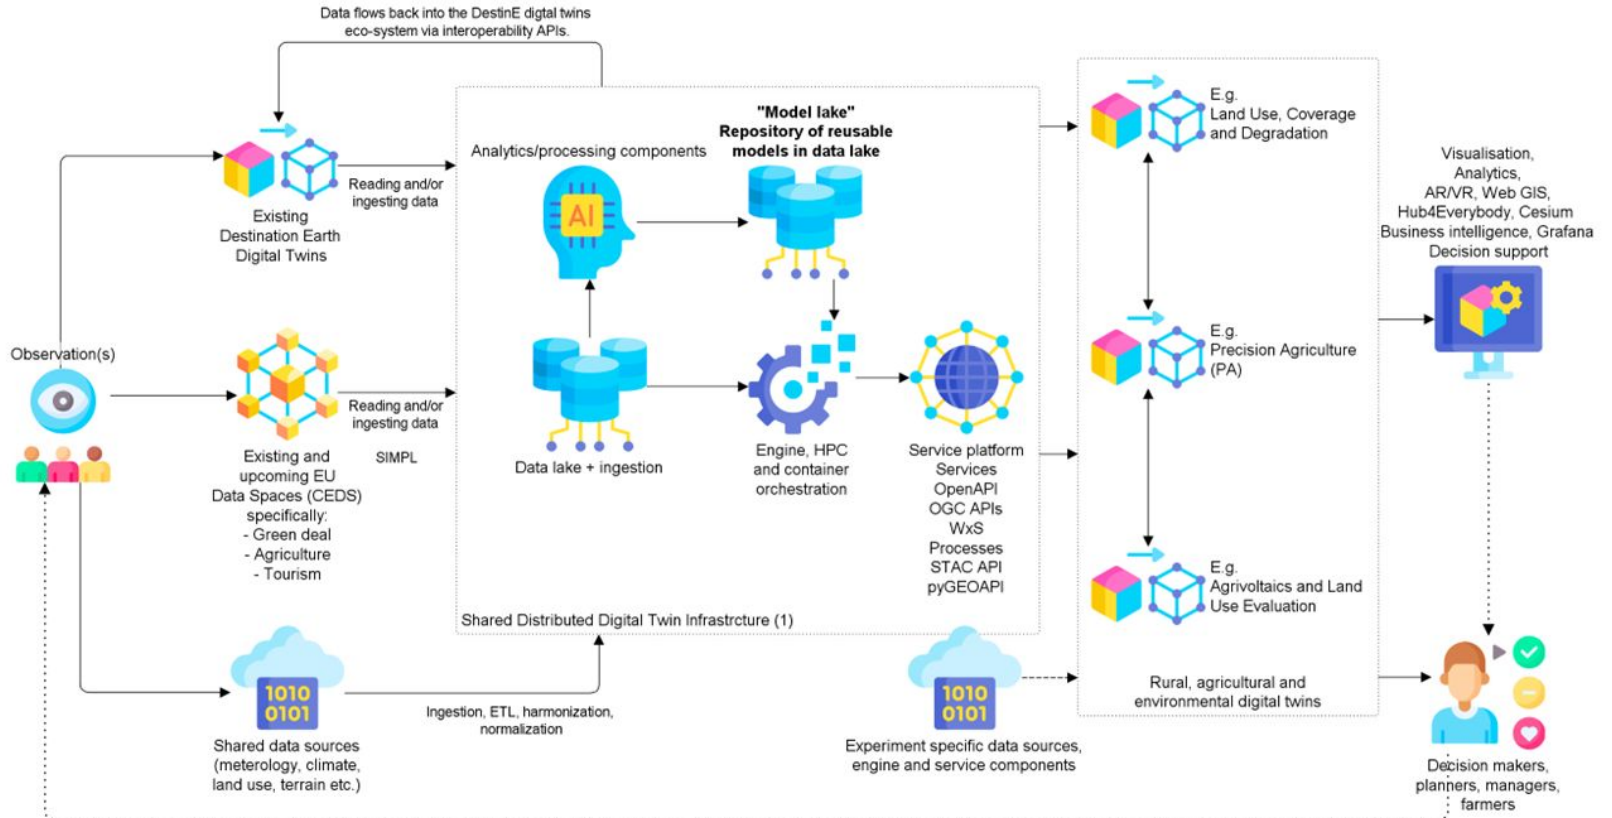 Data flows back into the DestinE digtal twins
eco-system via interoperability APIs.
"Model lake"
Repository of reusable
models in data lake
Analytics/processing components
AI
Reading and/or
ingesting data
Existing
Destination Earth
Digital Twins
Observation(s)
Reading and/or
ingesting data
SIMPL
Existing and
upcoming EU
Data Spaces (CEDS)
specifically:
- Green deal
- Agriculture
- Tourism
Data lake + ingestion
Engine, HPC
and container
orchestration
Service platform
Services
OpenAPI
OGC APIs
WxS
Processes
STAC API
pyGEOAPI
Shared Distributed Digital Twin Infrastrcture (1)
1010
0101
Shared data sources
(meterology, climate,
land use, terrain etc.)
Ingestion, ETL, harmonization,
normalization
1010
0101
Experiment specific data sources,
engine and service components
E.g.
Land Use, Coverage
and Degradation
E.g.
Precision Agriculture
(PA)
E.g.
Agrivoltaics and Land
Use Evaluation
Rural, agricultural and
environmental digital twins
Visualisation,
Analytics,
AR/VR, Web GIS,
Hub4Everybody, Cesium
Business intelligence, Grafana
Decision support
Decision makers,
planners, managers,
farmers